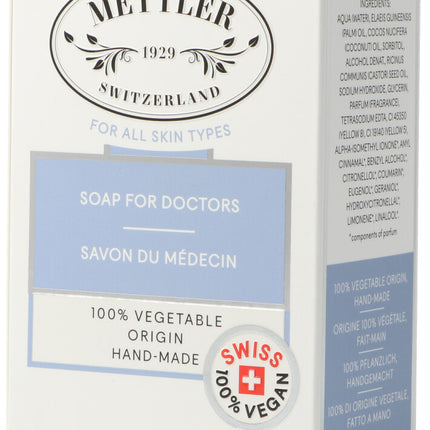 METTLER
1929
SWITZERLAND
FOR ALL SKIN TYPES
SOAP FOR DOCTORS
SAVON DU MÉDECIN
100% VEGETABLE
ORIGIN
HAND-MADE
SWISS
100% VEGAN
INGREDIENTS:
AQUA (WATER), ELAEIS GUINEENSIS
(PALM) OIL, COCOS NUCIFERA
(COCONUT) OIL, SORBITOL,
ALCOHOL DENAT, RICINUS
COMMUNIS (CASTOR) SEED OIL,
SODIUM HYDROXIDE, GLYCERIN,
PARFUM (FRAGRANCE),
TETRASODIUM EDTA, CI 45350
(YELLOW 8), CI 19140 (YELLOW 5),
ALPHA-ISOMETHYL IONONE*, AMYL
CINNAMAL*, BENZYL ALCOHOL*,
CITRONELLOL*, COUMARIN*,
EUGENOL*, GERANIOL*,
HYDROXYCITRONELLAL*,
LIMONENE*, LINALOOL*
*components of parfum
100% VEGETABLE ORIGIN,
HAND-MADE
ORIGINE 100% VÉGÉTALE,
FAIT-MAIN
100% PFLANZLICH,
HANDGEMACHT
100% DI ORIGINE VEGETALE,
FATTO A MANO